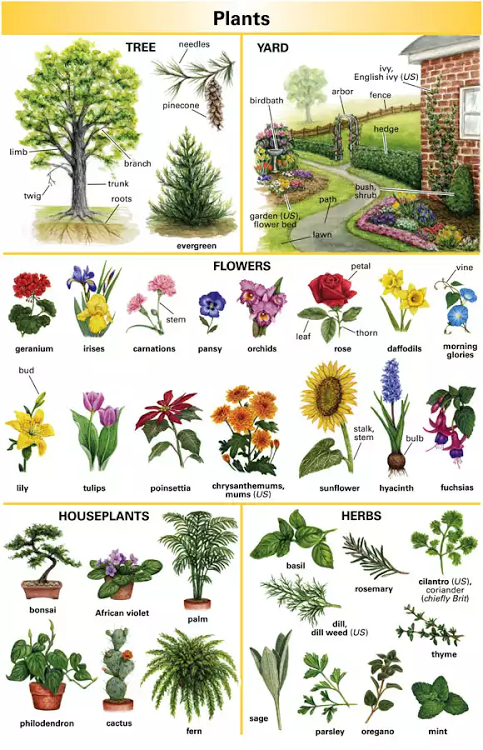 Plants
TREE
needles
pinecone
limb
branch
twig
trunk
roots
evergreen
YARD
ivy,
English ivy (US)
birdbath
arbor
fence
hedge
bush,
shrub
path
garden (US),
flower bed
lawn
FLOWERS
petal
vine
stem
leaf
thorn
geranium
irises
carnations
pansy
orchids
rose
daffodils
morning
glories
bud
stalk,
stem
bulb
lily
tulips
poinsettia
chrysanthemums,
mums (US)
sunflower
hyacinth
fuchsias
HOUSEPLANTS
bonsai
African violet
palm
philodendron
cactus
fern
HERBS
basil
rosemary
cilantro (US),
coriander
(chiefly Brit)
dill,
dill weed (US)
thyme
sage
parsley
oregano
mint